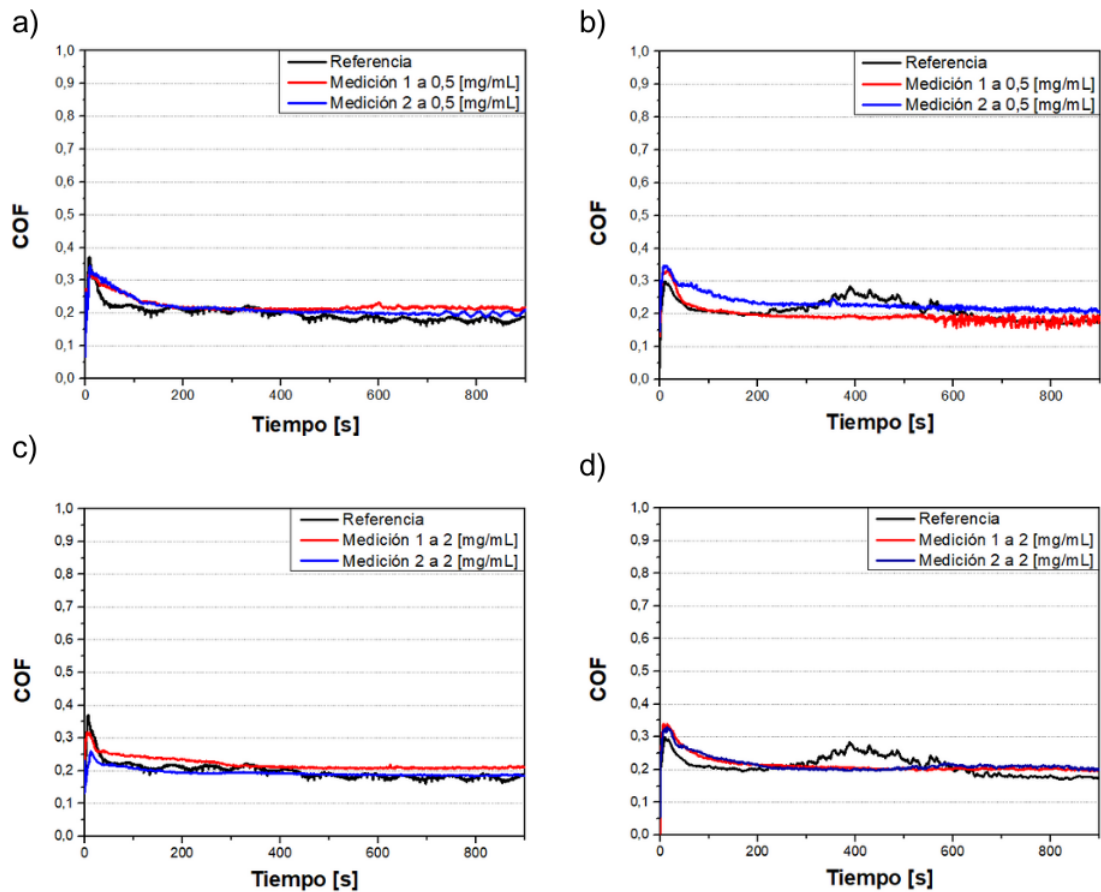 a)
Referencia
Medición 1 a 0,5 [mg/mL]
Medición 2 a 0,5 [mg/mL]
1,0
0,9
0,8
0,7
0,6
0,5
0,4
0,3
0,2
0,1
0,0
COF
0 200 400 600 800
Tiempo [s]
b)
Referencia
Medición 1 a 0,5 [mg/mL]
Medición 2 a 0,5 [mg/mL]
1,0
0,9
0,8
0,7
0,6
0,5
0,4
0,3
0,2
0,1
0,0
COF
0 200 400 600 800
Tiempo [s]
c)
Referencia
Medición 1 a 2 [mg/mL]
Medición 2 a 2 [mg/mL]
1,0
0,9
0,8
0,7
0,6
0,5
0,4
0,3
0,2
0,1
0,0
COF
0 200 400 600 800
Tiempo [s]
d)
Referencia
Medición 1 a 2 [mg/mL]
Medición 2 a 2 [mg/mL]
1,0
0,9
0,8
0,7
0,6
0,5
0,4
0,3
0,2
0,1
0,0
COF
0 200 400 600 800
Tiempo [s]